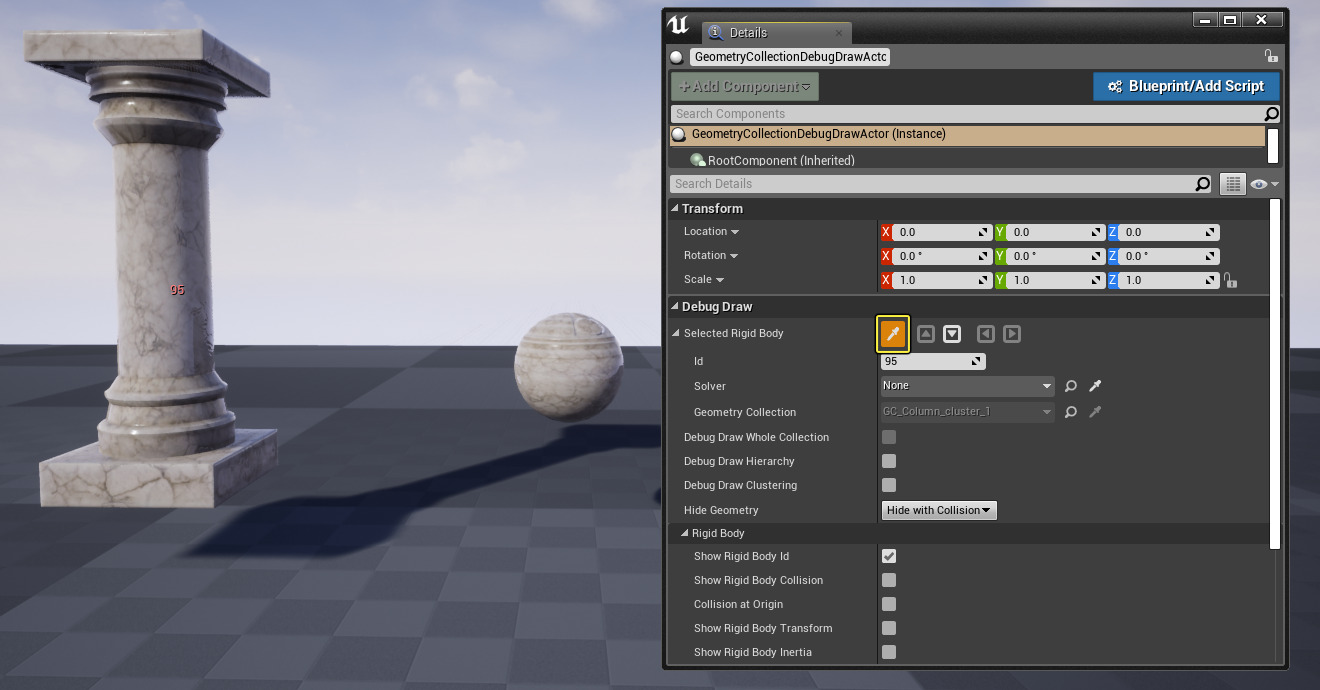 Details
GeometryCollectionDebugDrawActo
+Add Component
Blueprint/Add Script
Search Components
GeometryCollectionDebugDrawActor (Instance)
RootComponent (Inherited)
Search Details
Transform
Location X 0.0 Y 0.0 Z 0.0
Rotation X 0.0 ° Y 0.0 ° Z 0.0 °
Scale X 1.0 Y 1.0 Z 1.0
95
Debug Draw
Selected Rigid Body
Id 95
Solver None
Geometry Collection GC_Column_cluster_1
Debug Draw Whole Collection
Debug Draw Hierarchy
Debug Draw Clustering
Hide Geometry Hide with Collision
Rigid Body
Show Rigid Body Id
Show Rigid Body Collision
Collision at Origin
Show Rigid Body Transform
Show Rigid Body Inertia